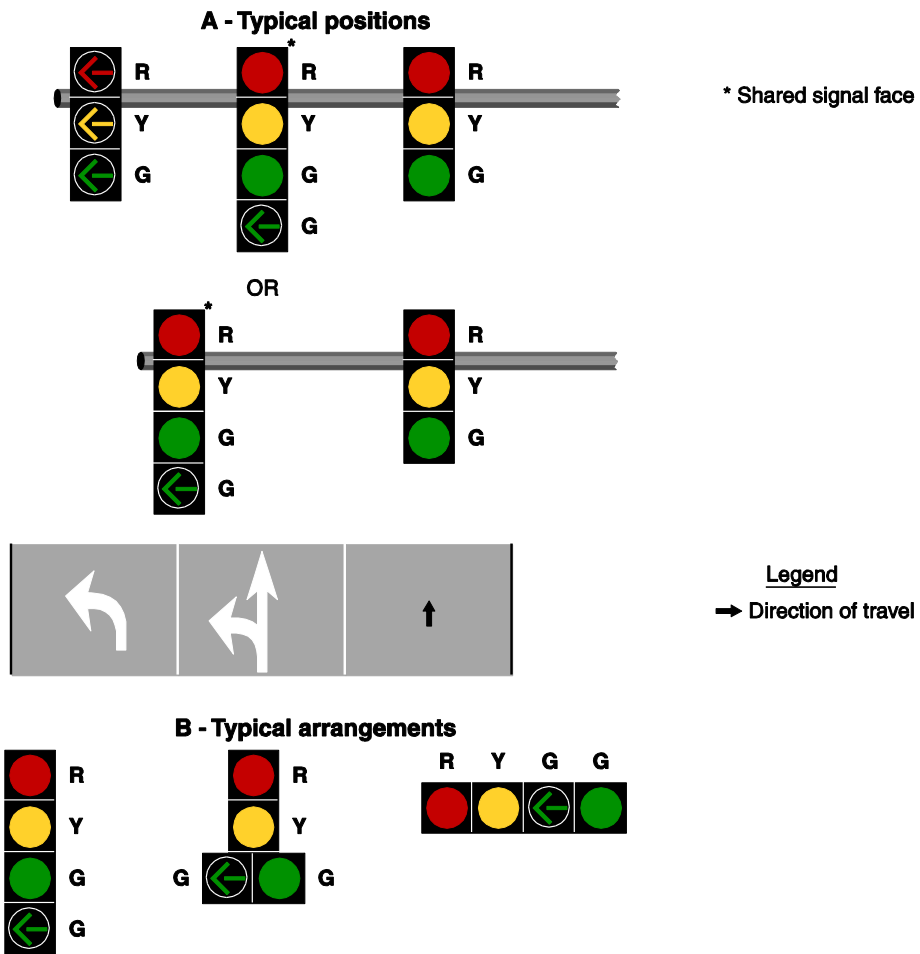 A - Typical positions
*
R R R
* Shared signal face
Y Y Y
G G G
G
OR
*
R R
Y Y
G G
G
Legend
Direction of travel
B - Typical arrangements
R Y G G
R R
Y Y
G G G
G